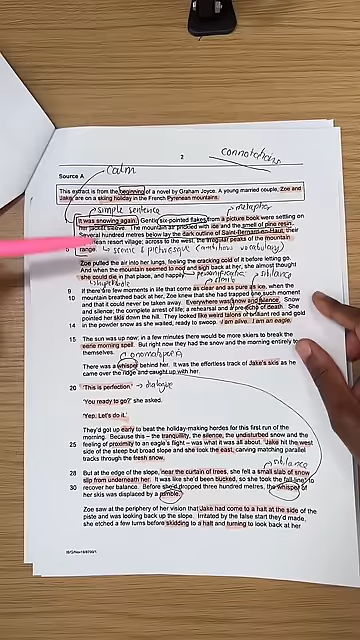 2
connotations
Source A
calm
This extract is from the beginning of a novel by Graham Joyce. A young married couple, Zoe and
Jake are on a skiing holiday in the French Pyrenean mountains.
simple sentence
metaphor
It was snowing again. Gentle six-pointed flakes from a picture book were settling on
her jacket sleeve. The mountain air prickled with ice and the smell of pine resin.
Several hundred metres below lay the dark outline of Saint-Bernard-en-Haut, their
resort village; across to the west, the irregular peaks of the mountain
range.
scenic & picturesque (ambitious vocabulary)
Zoe pulled the air into her lungs, feeling the cracking cold of it before letting go.
And when the mountain seemed to nod and sigh back at her, she almost thought
she could die in that place, and happily.
personification
sibilance
8 If there are few moments in life that come as clear and as pure as ice, when the
10 mountain breathed back at her, Zoe knew that she had trapped one such moment
and that it could never be taken away. Everywhere was snow and silence. Snow
and silence; the complete arrest of life; a rehearsal and a pre-echo of death. She
pointed her skis down the hill. They looked like weird talons of brilliant red and gold
14 in the powder snow as she waited, ready to swoop. I am alive. I am an eagle.
15 The sun was up now; in a few minutes there would be more skiers to break the
eerie morning spell. But right now they had the snow and the morning entirely to
themselves.
onomatopoeia
There was a whisper behind her. It was the effortless track of Jake's skis as he
came over the ridge and caught up with her.
20 'This is perfection.'
dialogue
'You ready to go?' she asked.
'Yep. Let's do it.'
They'd got up early to beat the holiday-making hordes for this first run of the
morning. Because this – the tranquility, the silence, the undisturbed snow and the
25 feeling of proximity to an eagle's flight – was what it was all about. Jake hit the west
side of the steep but broad slope and she took the east, carving matching parallel
tracks through the fresh snow.
sibilance
28 But at the edge of the slope, near the curtain of trees, she felt a small slab of snow
slip from underneath her. It was like she'd been bucked, so she took the fall-line to
30 recover her balance. Before she'd dropped three hundred metres, the whisper of
her skis was displaced by a rumble.
Zoe saw at the periphery of her vision that Jake had come to a halt at the side of the
piste and was looking back up the slope. Irritated by the false start they'd made,
she etched a few turns before skidding to a halt and turning to look back at her
IB/G/Nov19/8700/1